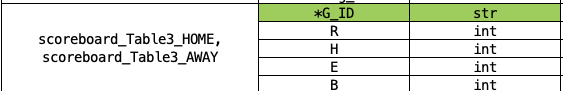 *G_ID str
scoreboard_Table3_HOME,
scoreboard_Table3_AWAY
R int
H int
E int
B int